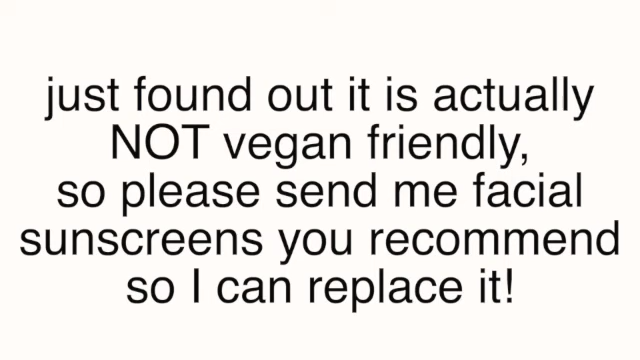 just found out it is actually
NOT vegan friendly,
so please send me facial
sunscreens you recommend
so I can replace it!